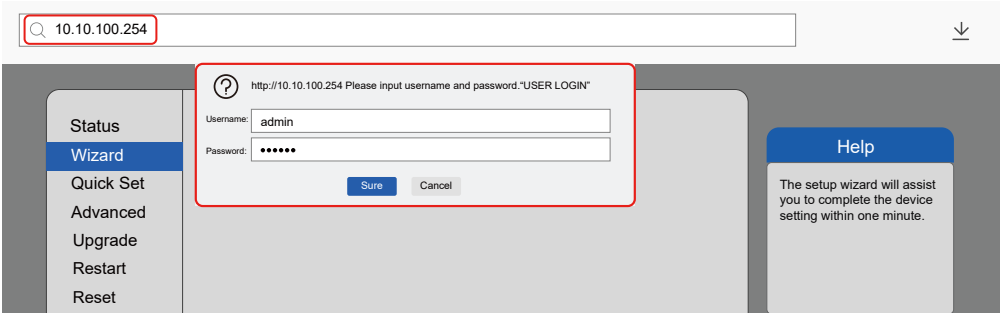 10.10.100.254
http://10.10.100.254 Please input username and password.“USER LOGIN”
Username: admin
Password: ••••••
Sure Cancel
Status
Wizard
Quick Set
Advanced
Upgrade
Restart
Reset
Help
The setup wizard will assist
you to complete the device
setting within one minute.